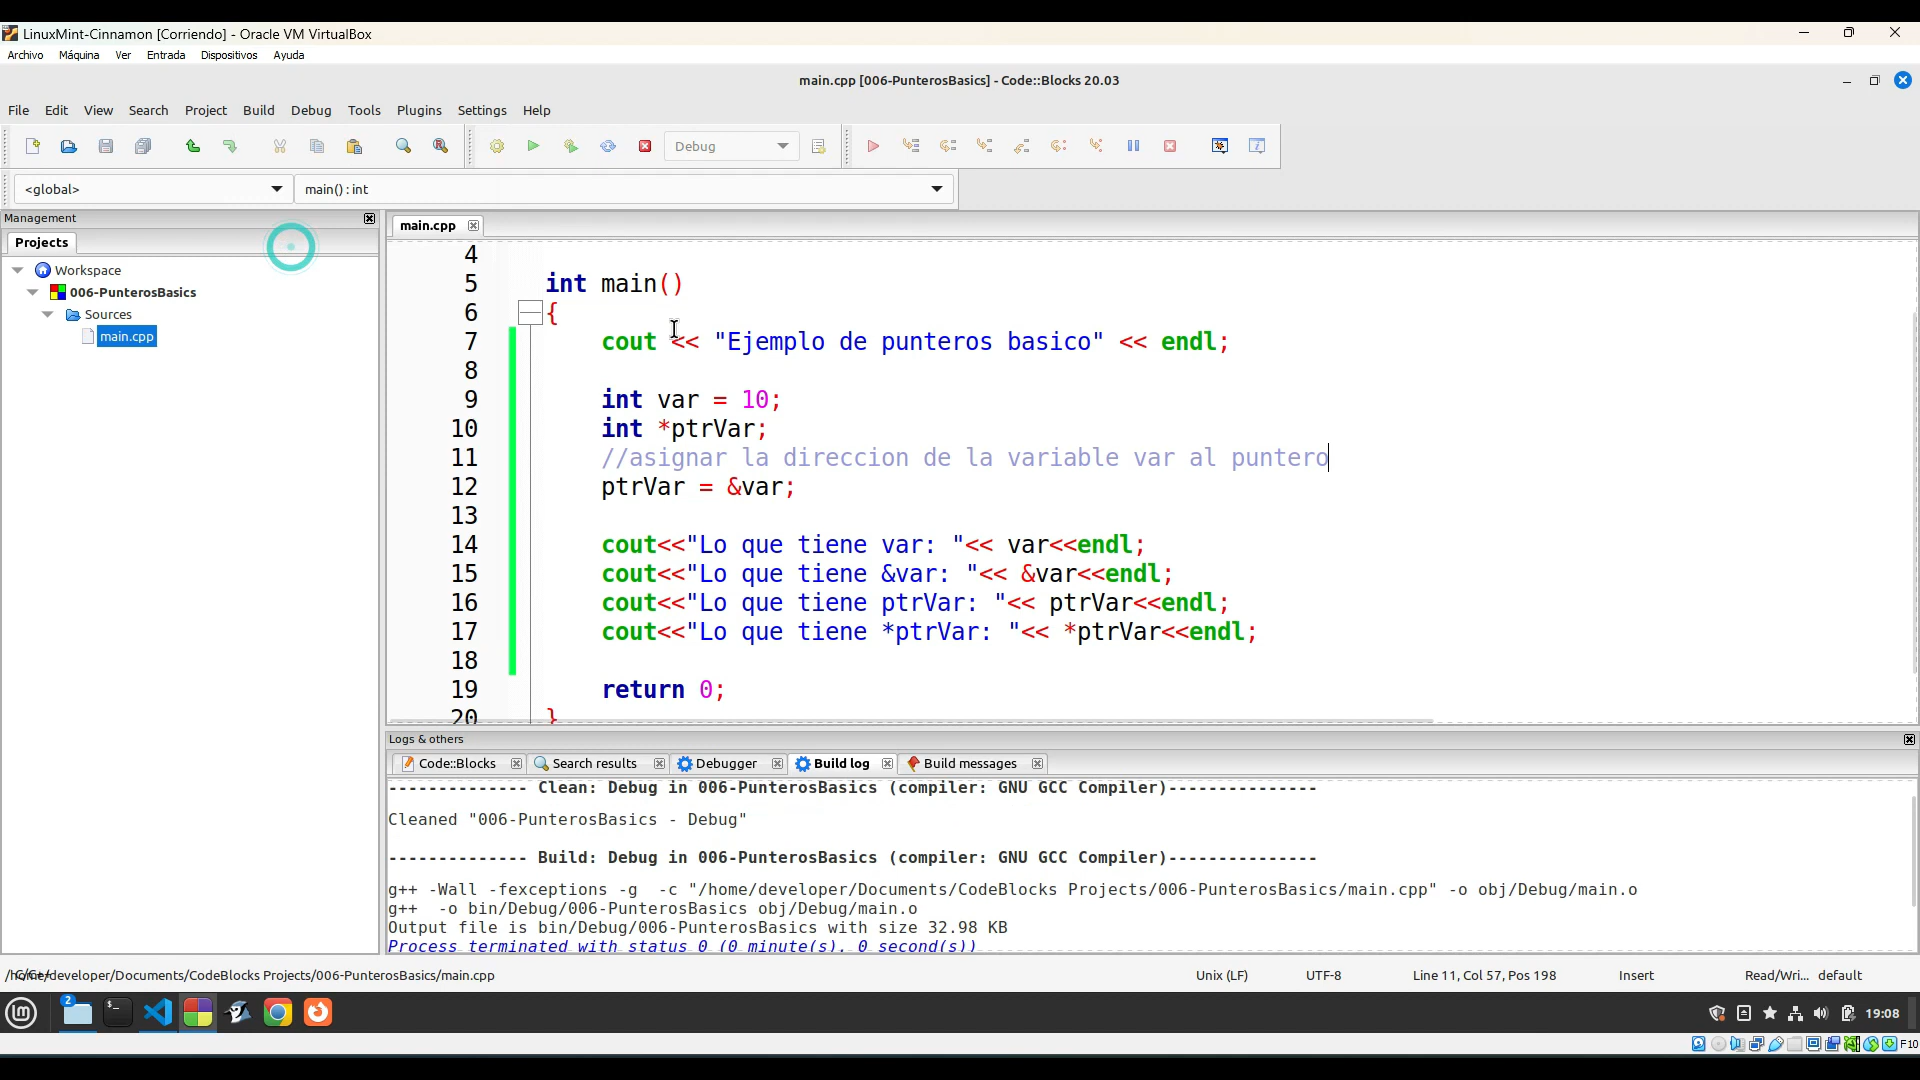 LinuxMint-Cinnamon [Corriendo] - Oracle VM VirtualBox
Archivo Máquina Ver Entrada Dispositivos Ayuda
main.cpp [006-PunterosBasics] - Code::Blocks 20.03
File Edit View Search Project Build Debug Tools Plugins Settings Help
Debug
<global> main() : int
Management
Projects
Workspace
006-PunterosBasics
Sources
main.cpp
main.cpp
4
5 int main()
6 {
7 cout << "Ejemplo de punteros basico" << endl;
8
9 int var = 10;
10 int *ptrVar;
11 //asignar la direccion de la variable var al puntero
12 ptrVar = &var;
13
14 cout<<"Lo que tiene var: "<< var<<endl;
15 cout<<"Lo que tiene &var: "<< &var<<endl;
16 cout<<"Lo que tiene ptrVar: "<< ptrVar<<endl;
17 cout<<"Lo que tiene *ptrVar: "<< *ptrVar<<endl;
18
19 return 0;
20 }
Logs & others
Code::Blocks Search results Debugger Build log Build messages
-------------- Clean: Debug in 006-PunterosBasics (compiler: GNU GCC Compiler)---------------
Cleaned "006-PunterosBasics - Debug"
-------------- Build: Debug in 006-PunterosBasics (compiler: GNU GCC Compiler)---------------
g++ -Wall -fexceptions -g -c "/home/developer/Documents/CodeBlocks Projects/006-PunterosBasics/main.cpp" -o obj/Debug/main.o
g++ -o bin/Debug/006-PunterosBasics obj/Debug/main.o
Output file is bin/Debug/006-PunterosBasics with size 32.98 KB
Process terminated with status 0 (0 minute(s), 0 second(s))
/home/developer/Documents/CodeBlocks Projects/006-PunterosBasics/main.cpp Unix (LF) UTF-8 Line 11, Col 57, Pos 198 Insert Read/Wri... default
2 19:08
F10